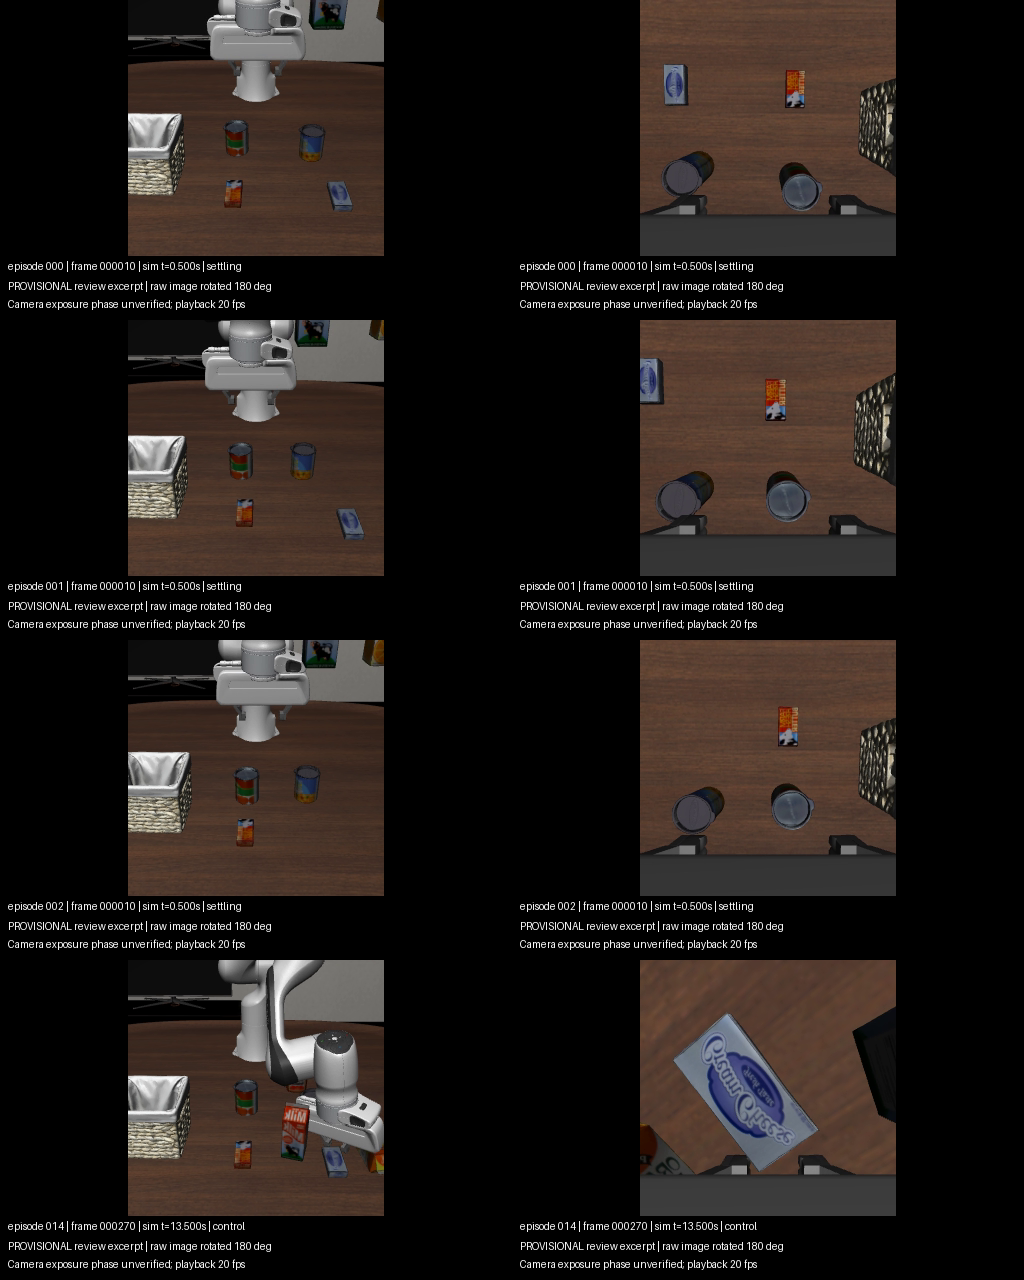 episode 000 | frame 000010 | sim t=0.500s | settling
PROVISIONAL review excerpt | raw image rotated 180 deg
Camera exposure phase unverified; playback 20 fps
episode 000 | frame 000010 | sim t=0.500s | settling
PROVISIONAL review excerpt | raw image rotated 180 deg
Camera exposure phase unverified; playback 20 fps
episode 001 | frame 000010 | sim t=0.500s | settling
PROVISIONAL review excerpt | raw image rotated 180 deg
Camera exposure phase unverified; playback 20 fps
episode 001 | frame 000010 | sim t=0.500s | settling
PROVISIONAL review excerpt | raw image rotated 180 deg
Camera exposure phase unverified; playback 20 fps
episode 002 | frame 000010 | sim t=0.500s | settling
PROVISIONAL review excerpt | raw image rotated 180 deg
Camera exposure phase unverified; playback 20 fps
episode 002 | frame 000010 | sim t=0.500s | settling
PROVISIONAL review excerpt | raw image rotated 180 deg
Camera exposure phase unverified; playback 20 fps
Milk
Cream Cheese
episode 014 | frame 000270 | sim t=13.500s | control
PROVISIONAL review excerpt | raw image rotated 180 deg
Camera exposure phase unverified; playback 20 fps
episode 014 | frame 000270 | sim t=13.500s | control
PROVISIONAL review excerpt | raw image rotated 180 deg
Camera exposure phase unverified; playback 20 fps